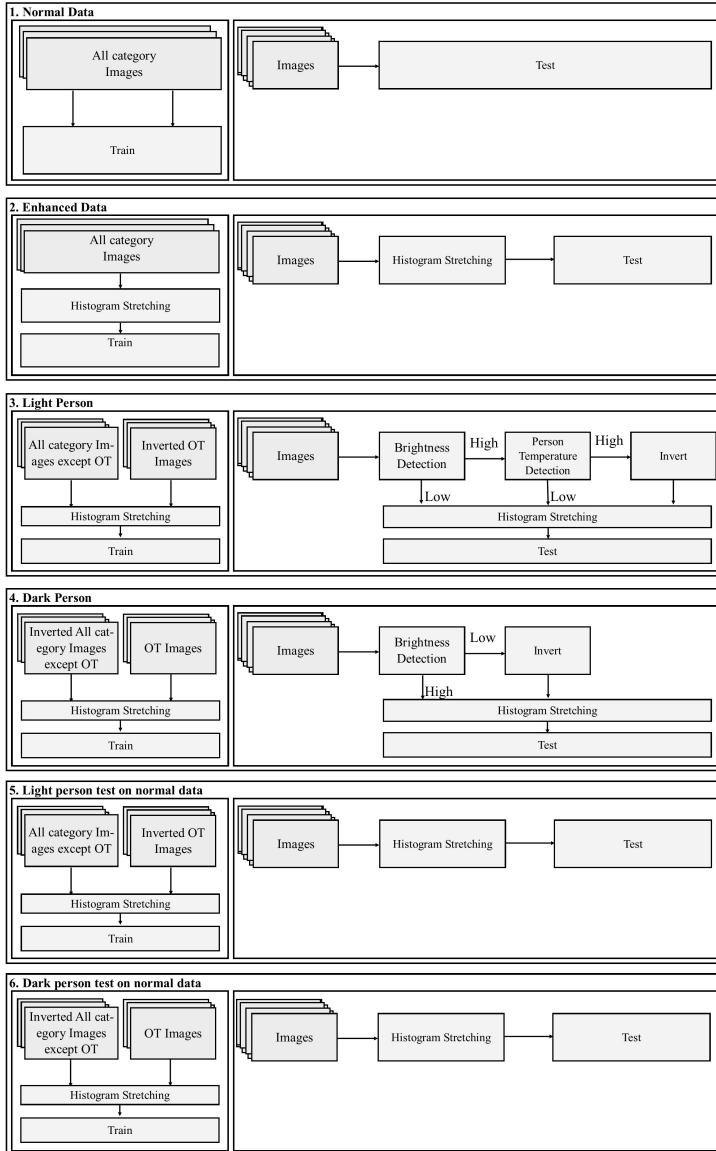 1. Normal Data
All category
Images
Train
Images
Test
2. Enhanced Data
All category
Images
Histogram Stretching
Train
Images
Histogram Stretching
Test
3. Light Person
All category Im-
ages except OT
Inverted OT
Images
Histogram Stretching
Train
Images
Brightness
Detection
High
Person
Temperature
Detection
High
Invert
Low
Low
Histogram Stretching
Test
4. Dark Person
Inverted All cat-
egory Images
except OT
OT Images
Histogram Stretching
Train
Images
Brightness
Detection
Low
Invert
High
Histogram Stretching
Test
5. Light person test on normal data
All category Im-
ages except OT
Inverted OT
Images
Histogram Stretching
Train
Images
Histogram Stretching
Test
6. Dark person test on normal data
Inverted All cat-
egory Images
except OT
OT Images
Histogram Stretching
Train
Images
Histogram Stretching
Test